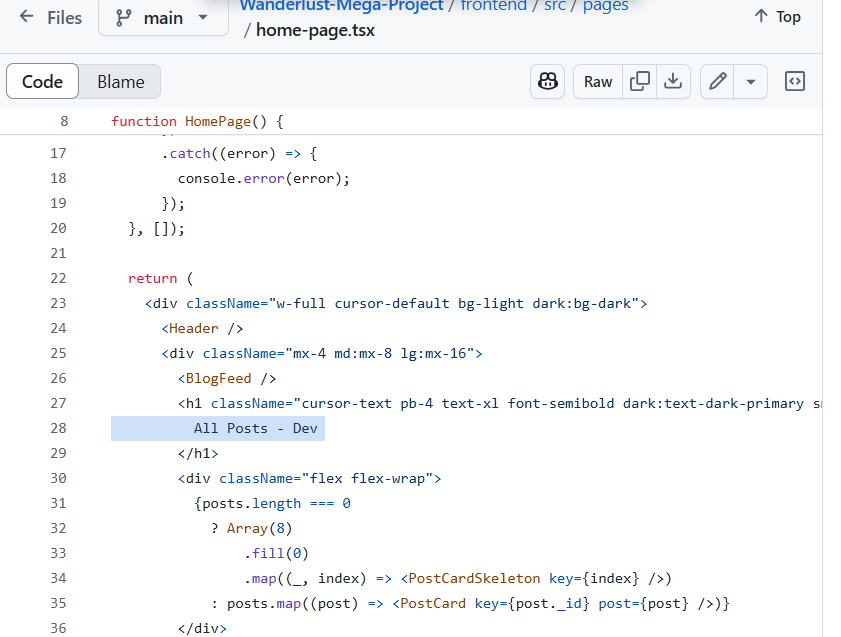 Files
main
Wanderlust-Mega-Project / frontend / src / pages
/ home-page.tsx
Top
Code
Blame
Raw
8 function HomePage() {
17 .catch((error) => {
18 console.error(error);
19 });
20 }, []);
21
22 return (
23 <div className="w-full cursor-default bg-light dark:bg-dark">
24 <Header />
25 <div className="mx-4 md:mx-8 lg:mx-16">
26 <BlogFeed />
27 <h1 className="cursor-text pb-4 text-xl font-semibold dark:text-dark-primary
28 All Posts - Dev
29 </h1>
30 <div className="flex flex-wrap">
31 {posts.length === 0
32 ? Array(8)
33 .fill(0)
34 .map((_, index) => <PostCardSkeleton key={index} />)
35 : posts.map((post) => <PostCard key={post._id} post={post} />)}
36 </div>